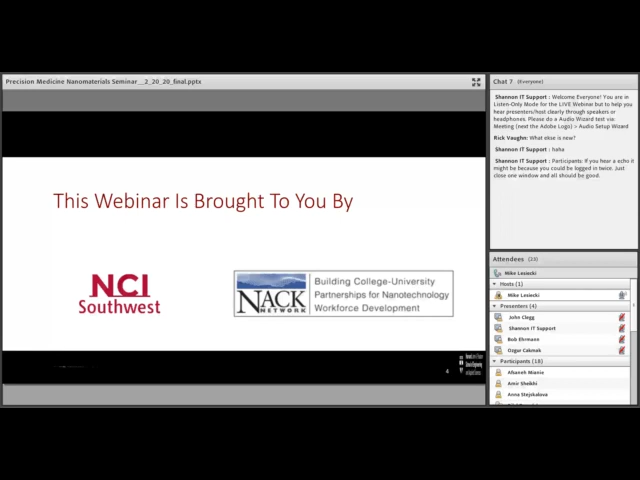 Precision Medicine Nanomaterials Seminar __2_20_20_final.pptx
This Webinar Is Brought To You By
NCI
Southwest
NACK
NETWORK
Building College-University
Partnerships for Nanotechnology
Workforce Development
4
Chat 7 (Everyone)
Shannon IT Support : Welcome Everyone! You are in
Listen-Only Mode for the LIVE Webinar but to help you
hear presenters/host clearly through speakers or
headphones. Please do a Audio Wizard test via:
Meeting (next the Adobe Logo) > Audio Setup Wizard
Rick Vaughn: What ekse is new?
Shannon IT Support : haha
Shannon IT Support : Participants: If you hear a echo it
might be because you could be logged in twice. Just
close one window and all should be good.
Attendees (23)
Mike Lesiecki
Hosts (1)
Mike Lesiecki
Presenters (4)
John Clegg
Shannon IT Support
Bob Ehrmann
Ozgur Cakmak
Participants (18)
Afsaneh Mianie
Amir Sheikhi
Anna Stejskalova